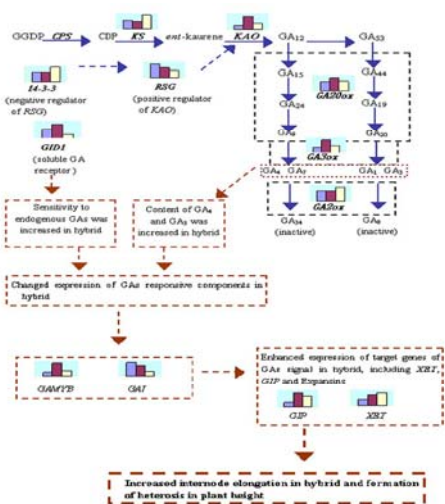 GGDP CPS CDP KS ent-kaurene KAO GA12 GA53
14-3-3 RSG GA15 GA44
(negative regulator (positive regulator GA20ox
of RSG) of KAO) GA24 GA19
GID1 GA9 GA20
(soluble GA GA3ox
receptor) GA4 GA7 GA1 GA3
Sensitivity to Content of GA4 GA2ox
endogenous GAs was and GA3 was GA34 GA8
increased in hybrid increased in hybrid (inactive) (inactive)
Changed expression of GAs responsive components in
hybrid
Enhanced expression of target genes of
GAs signal in hybrid, including XET,
GIP and Expansins
GAMYB GAI
GIP XET
Increased internode elongation in hybrid and formation
of heterosis in plant height